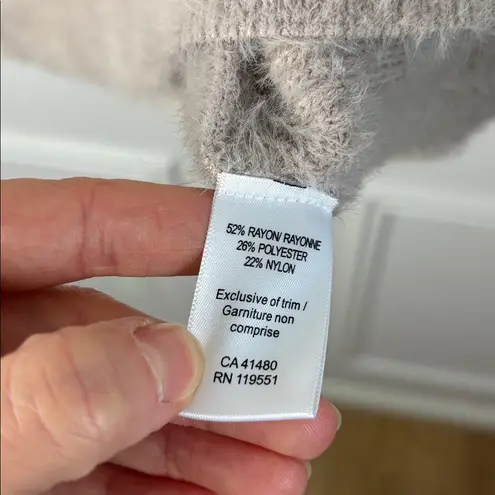 52% RAYON/ RAYONNE
26% POLYESTER
22% NYLON
Exclusive of trim /
Garniture non
comprise
CA 41480
RN 119551